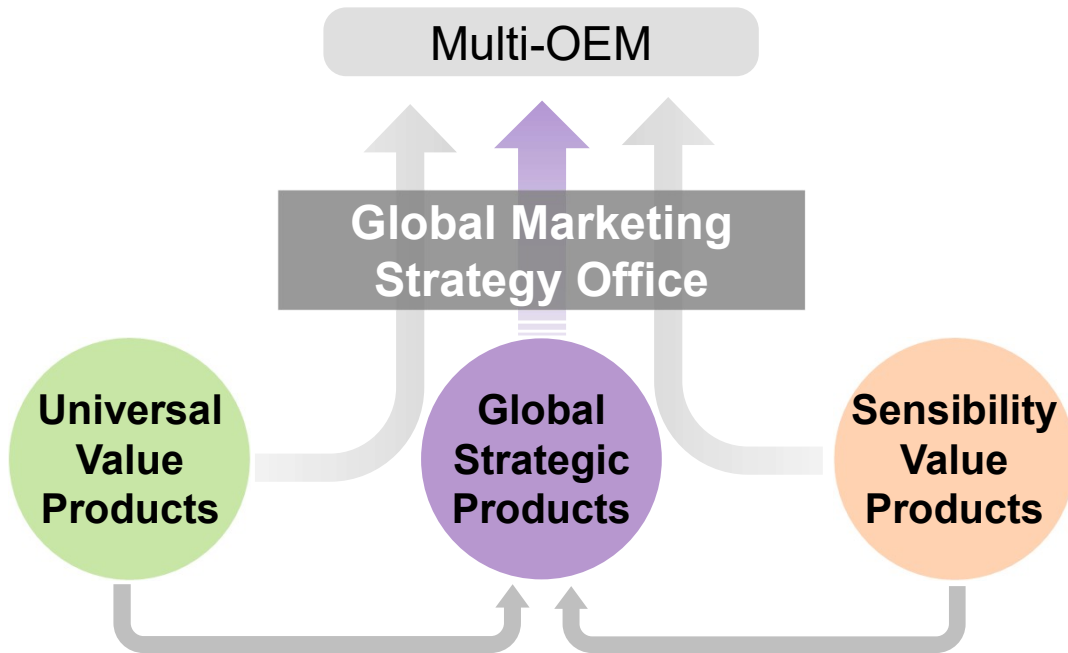 Multi-OEM
Global Marketing
Strategy Office
Universal
Value
Products
Global
Strategic
Products
Sensibility
Value
Products